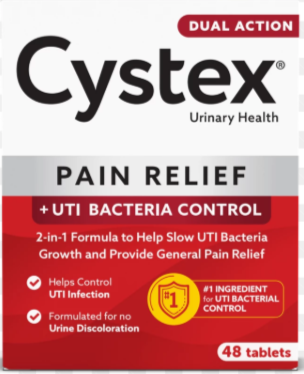 DUAL ACTION
Cystex®
Urinary Health
PAIN RELIEF
+ UTI BACTERIA CONTROL
2-in-1 Formula to Help Slow UTI Bacteria
Growth and Provide General Pain Relief
Helps Control
UTI Infection
Formulated for no
Urine Discoloration
#1
#1 INGREDIENT
for UTI BACTERIAL
CONTROL
48 tablets